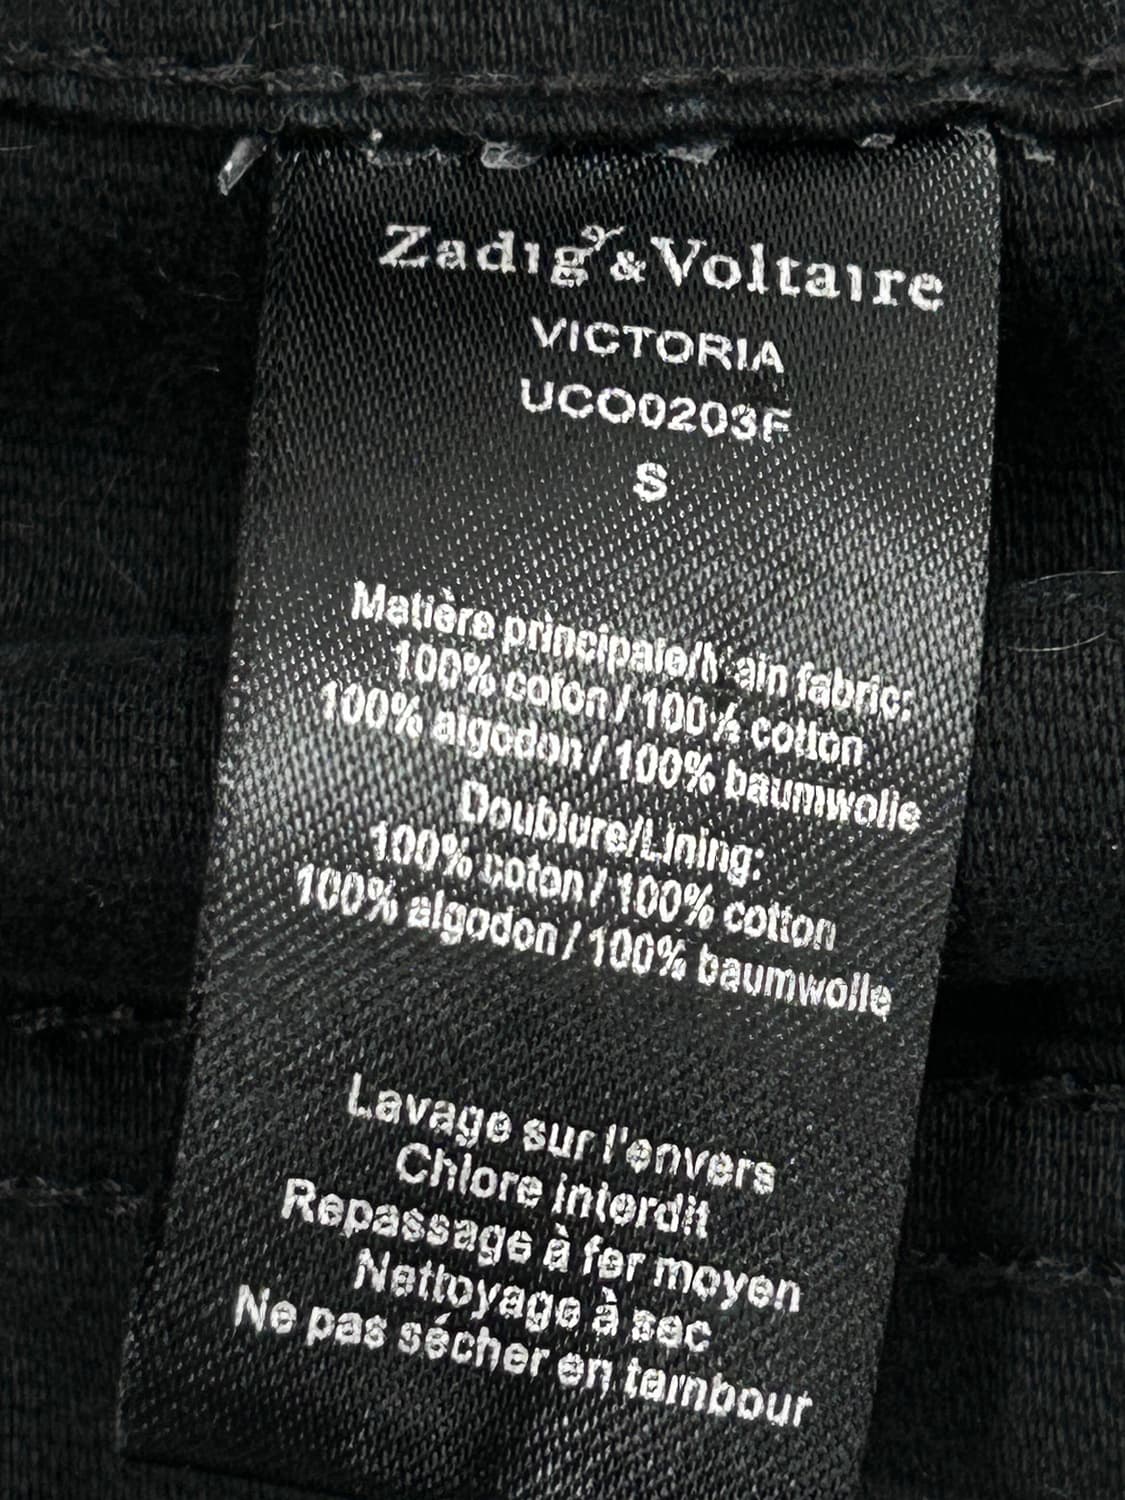 Zadig & Voltaire
VICTORIA
UCO0203F
S
Matière principale/Main fabric:
100% coton / 100% cotton
100% algodon / 100% baumwolle
Doublure/Lining:
100% coton / 100% cotton
100% algodon / 100% baumwolle
Lavage sur l'envers
Chlore interdit
Repassage à fer moyen
Nettoyage à sec
Ne pas sécher en tambour